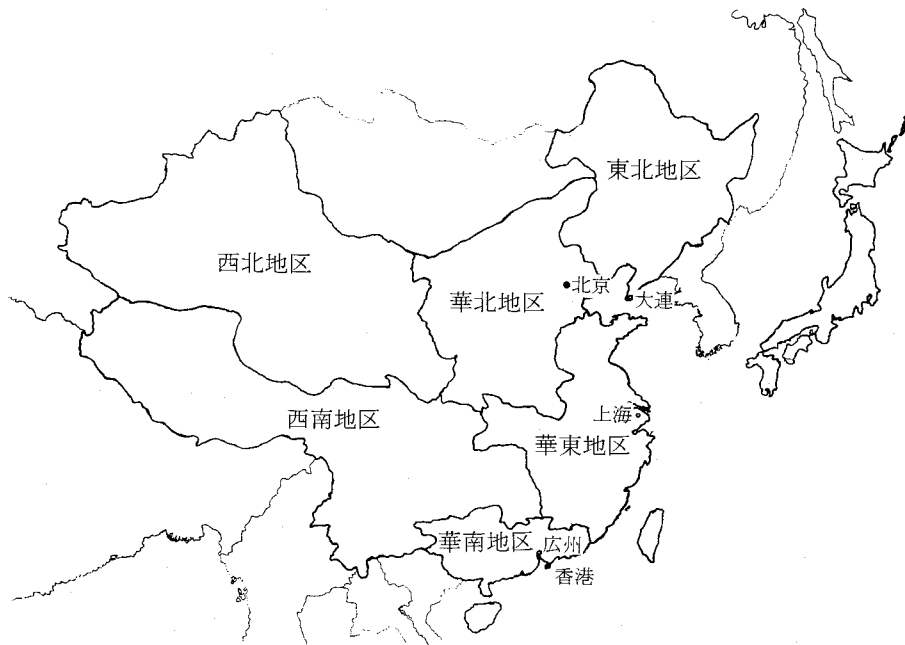 東北地区
西北地区
華北地区
北京
大連
西南地区
上海
華東地区
華南地区
広州
香港